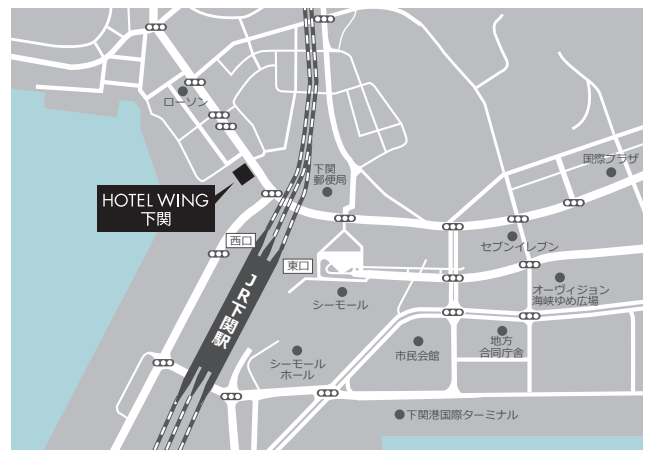 ローソン
国際プラザ
下関
郵便局
HOTEL WING
下関
西口
東口
セブンイレブン
JR下関駅
シーモール
オーヴィジョン
海峡ゆめ広場
地方
合同庁舎
市民会館
シーモール
ホール
下関港国際ターミナル